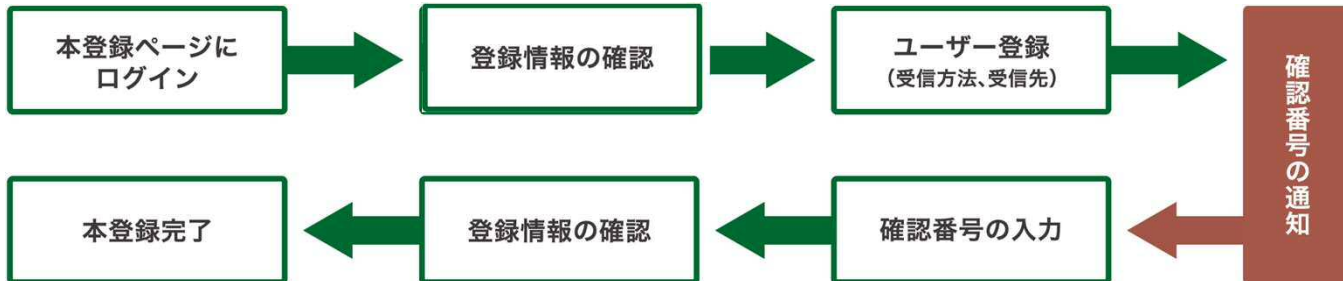 本登録ページに
ログイン
登録情報の確認
ユーザー登録
（受信方法、受信先）
確認番号の通知
確認番号の入力
登録情報の確認
本登録完了